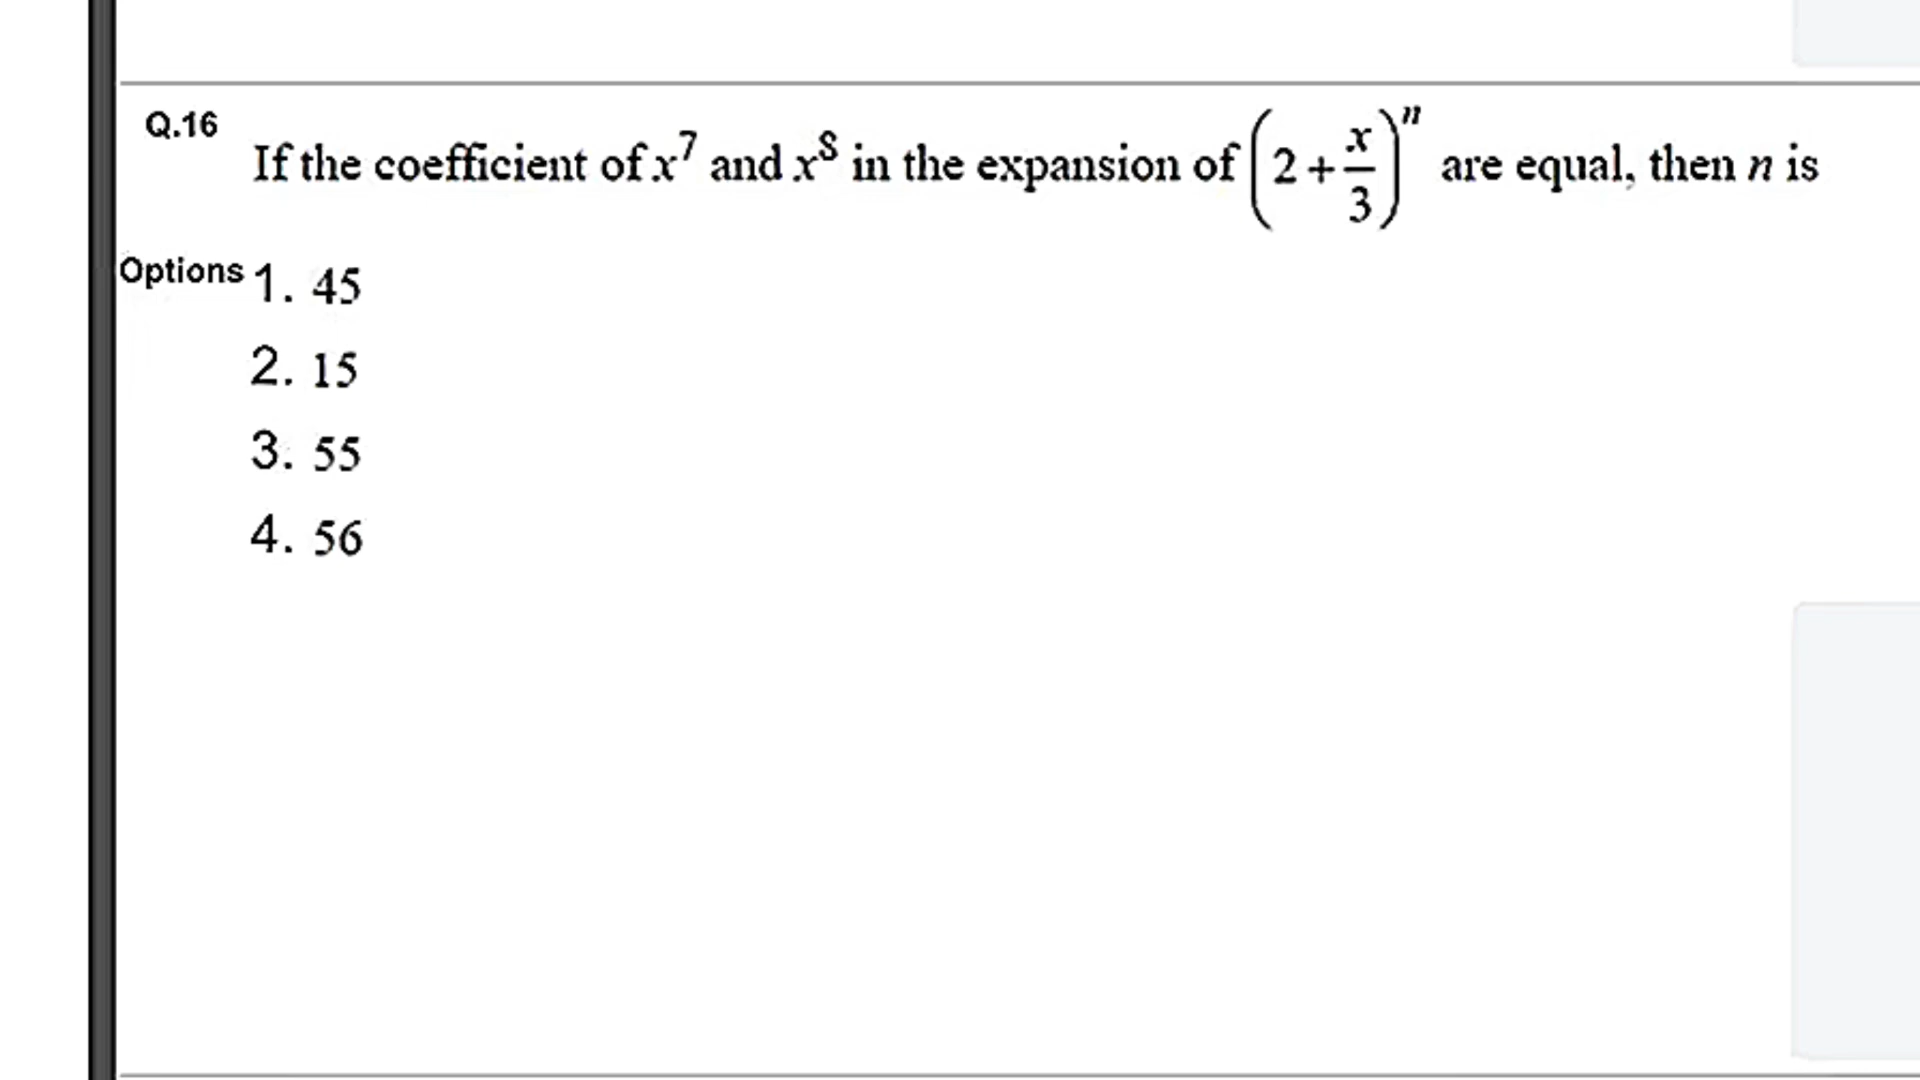 Q.16
If the coefficient of x⁷ and x⁸ in the expansion of (2 + x/3)ⁿ are equal, then n is
Options 1. 45
2. 15
3. 55
4. 56